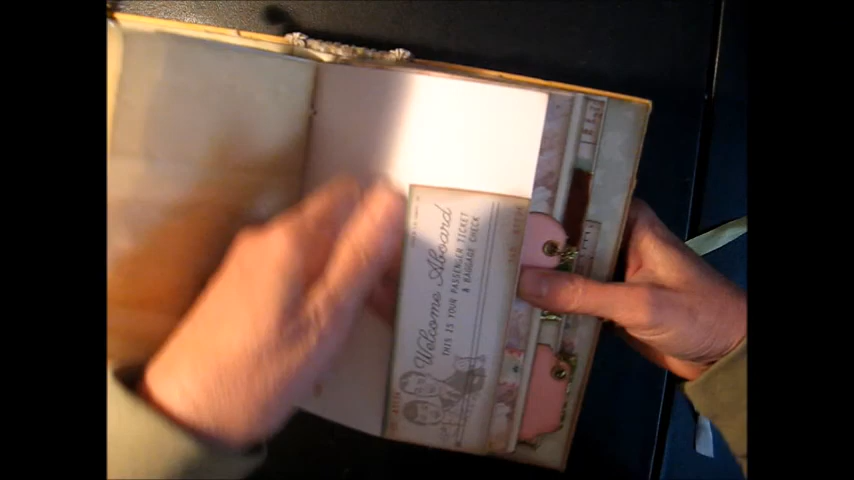 Welcome Aboard
THIS IS YOUR PASSENGER TICKET
& BAGGAGE CHECK